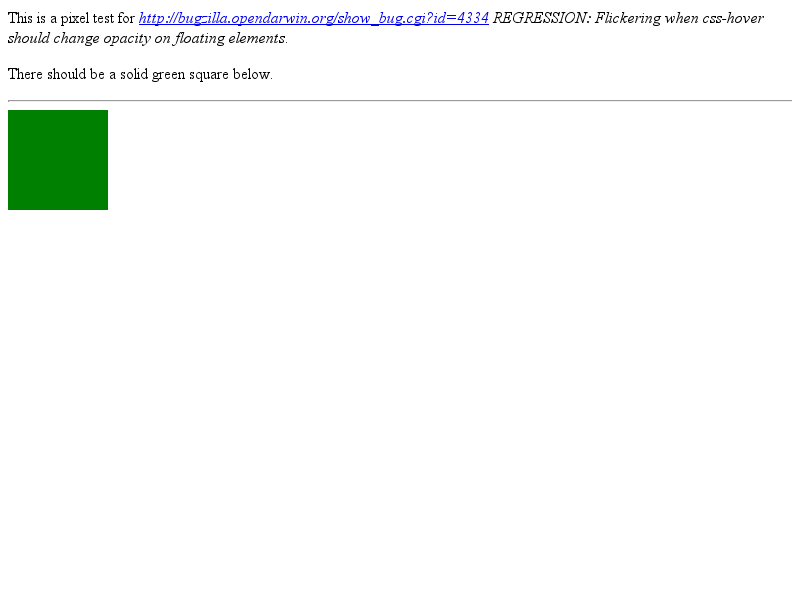 This is a pixel test for http://bugzilla.opendarwin.org/show_bug.cgi?id=4334 REGRESSION: Flickering when css-hover
should change opacity on floating elements.
There should be a solid green square below.